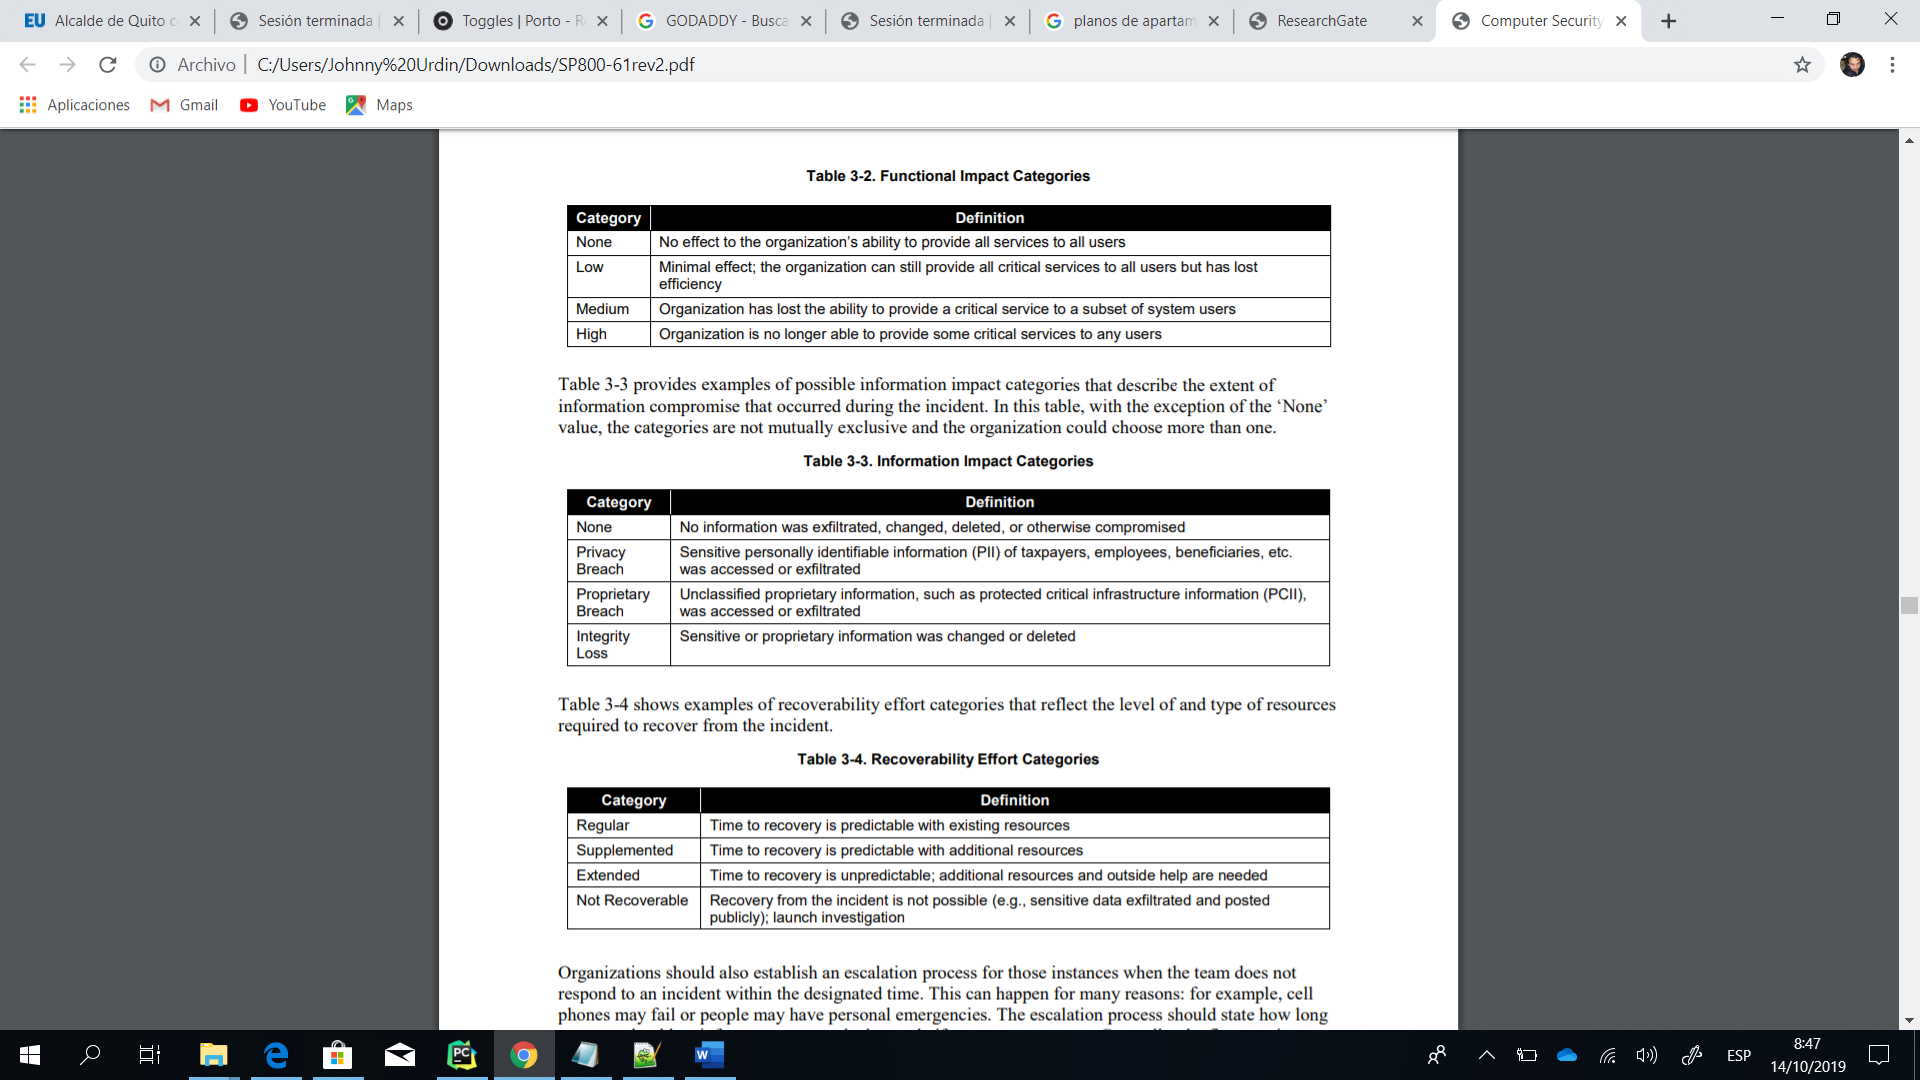 EU Alcalde de Quito c
Sesión terminada |
Toggles | Porto - R
GODADDY - Busca
Sesión terminada |
planos de apartam
ResearchGate
Computer Security
Archivo | C:/Users/Johnny%20Urdin/Downloads/SP800-61rev2.pdf
Aplicaciones Gmail YouTube Maps
Table 3-2. Functional Impact Categories
Category Definition
None No effect to the organization’s ability to provide all services to all users
Low Minimal effect; the organization can still provide all critical services to all users but has lost
efficiency
Medium Organization has lost the ability to provide a critical service to a subset of system users
High Organization is no longer able to provide some critical services to any users
Table 3-3 provides examples of possible information impact categories that describe the extent of
information compromise that occurred during the incident. In this table, with the exception of the ‘None’
value, the categories are not mutually exclusive and the organization could choose more than one.
Table 3-3. Information Impact Categories
Category Definition
None No information was exfiltrated, changed, deleted, or otherwise compromised
Privacy Sensitive personally identifiable information (PII) of taxpayers, employees, beneficiaries, etc.
Breach was accessed or exfiltrated
Proprietary Unclassified proprietary information, such as protected critical infrastructure information (PCII),
Breach was accessed or exfiltrated
Integrity Sensitive or proprietary information was changed or deleted
Loss
Table 3-4 shows examples of recoverability effort categories that reflect the level of and type of resources
required to recover from the incident.
Table 3-4. Recoverability Effort Categories
Category Definition
Regular Time to recovery is predictable with existing resources
Supplemented Time to recovery is predictable with additional resources
Extended Time to recovery is unpredictable; additional resources and outside help are needed
Not Recoverable Recovery from the incident is not possible (e.g., sensitive data exfiltrated and posted
publicly); launch investigation
Organizations should also establish an escalation process for those instances when the team does not
respond to an incident within the designated time. This can happen for many reasons: for example, cell
phones may fail or people may have personal emergencies. The escalation process should state how long
PC
W
ESP
8:47
14/10/2019